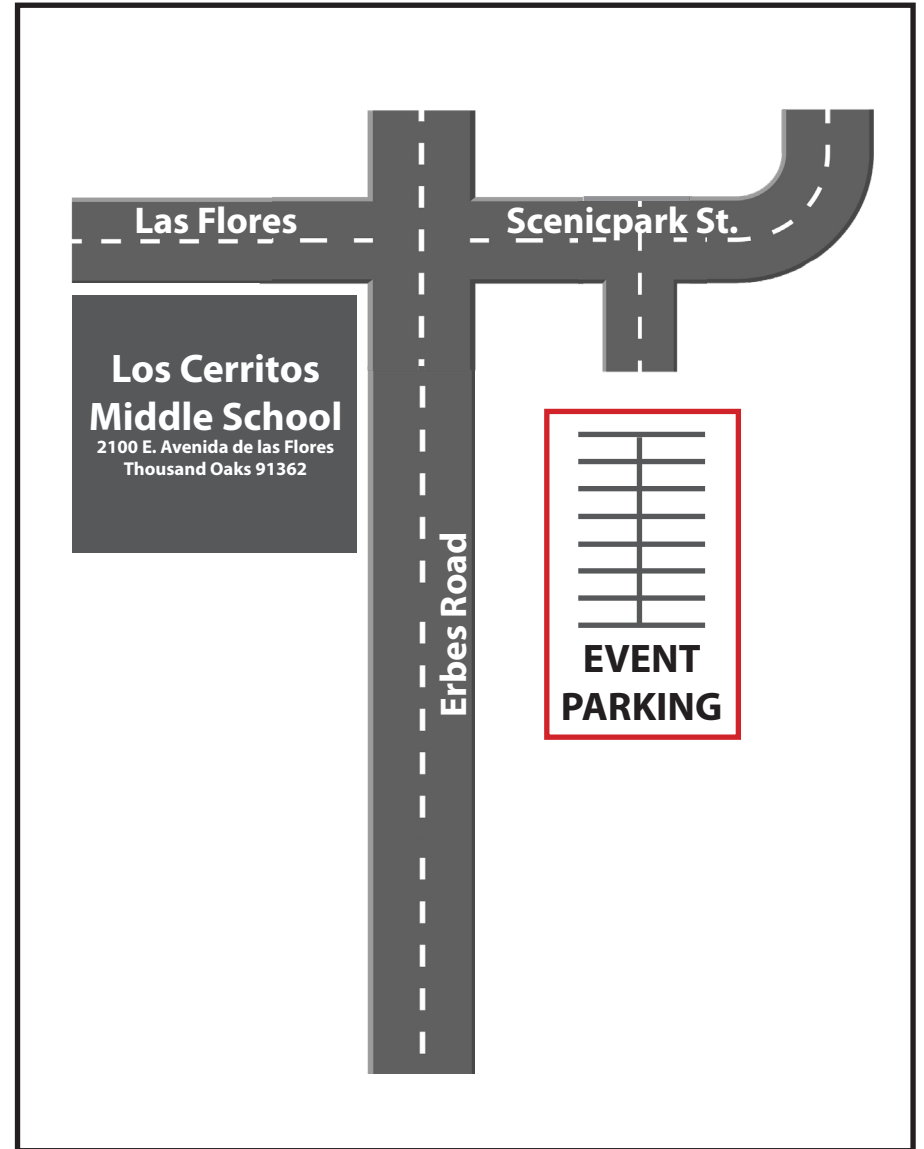 Las Flores
Scenicpark St.
Los Cerritos
Middle School
2100 E. Avenida de las Flores
Thousand Oaks 91362
Erbes Road
EVENT
PARKING